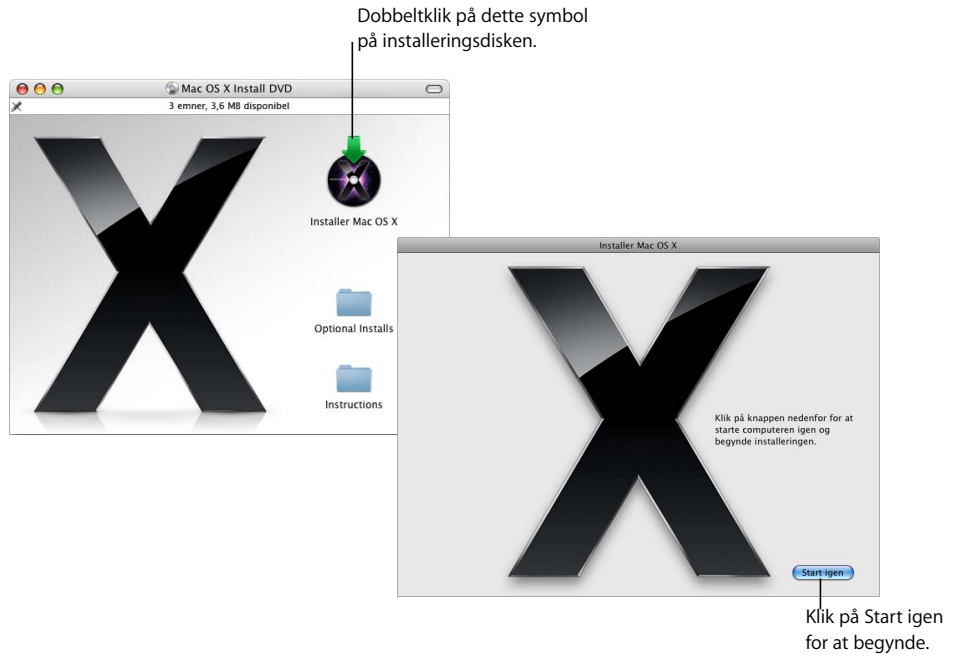 Dobbeltklik på dette symbol
på installeringsdisken.
Mac OS X Install DVD
3 emner, 3,6 MB disponibel
Installer Mac OS X
Optional Installs
Instructions
Installer Mac OS X
Klik på knappen nedenfor for at
starte computeren igen og
begynde installeringen.
Start igen
Klik på Start igen
for at begynde.